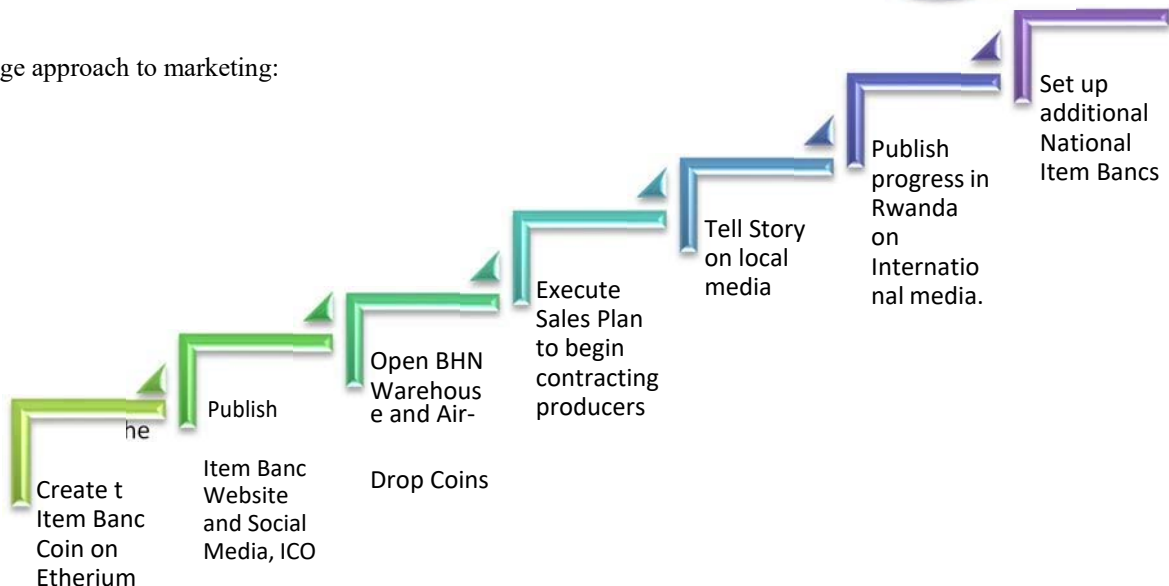 ge approach to marketing:
he
Create t
Item Banc
Coin on
Etherium
Publish
Item Banc
Website
and Social
Media, ICO
Open BHN
Warehous
e and Air-
Drop Coins
Execute
Sales Plan
to begin
contracting
producers
Tell Story
on local
media
Publish
progress in
Rwanda
on
Internatio
nal media.
Set up
additional
National
Item Bancs